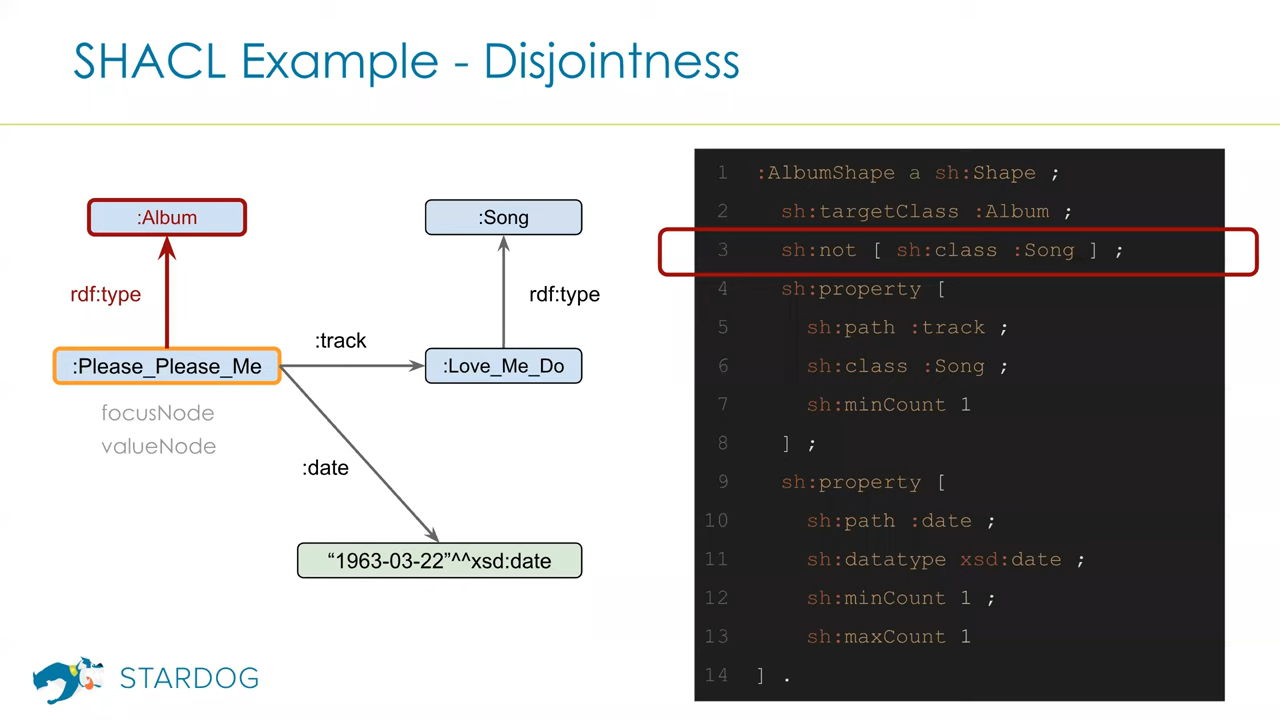 SHACL Example - Disjointness
:Album
:Song
rdf:type
rdf:type
:track
:Please_Please_Me
:Love_Me_Do
focusNode
valueNode
:date
“1963-03-22”^^xsd:date
STARDOG
1 :AlbumShape a sh:Shape ;
2 sh:targetClass :Album ;
3 sh:not [ sh:class :Song ] ;
4 sh:property [
5 sh:path :track ;
6 sh:class :Song ;
7 sh:minCount 1
8 ] ;
9 sh:property [
10 sh:path :date ;
11 sh:datatype xsd:date ;
12 sh:minCount 1 ;
13 sh:maxCount 1
14 ] .